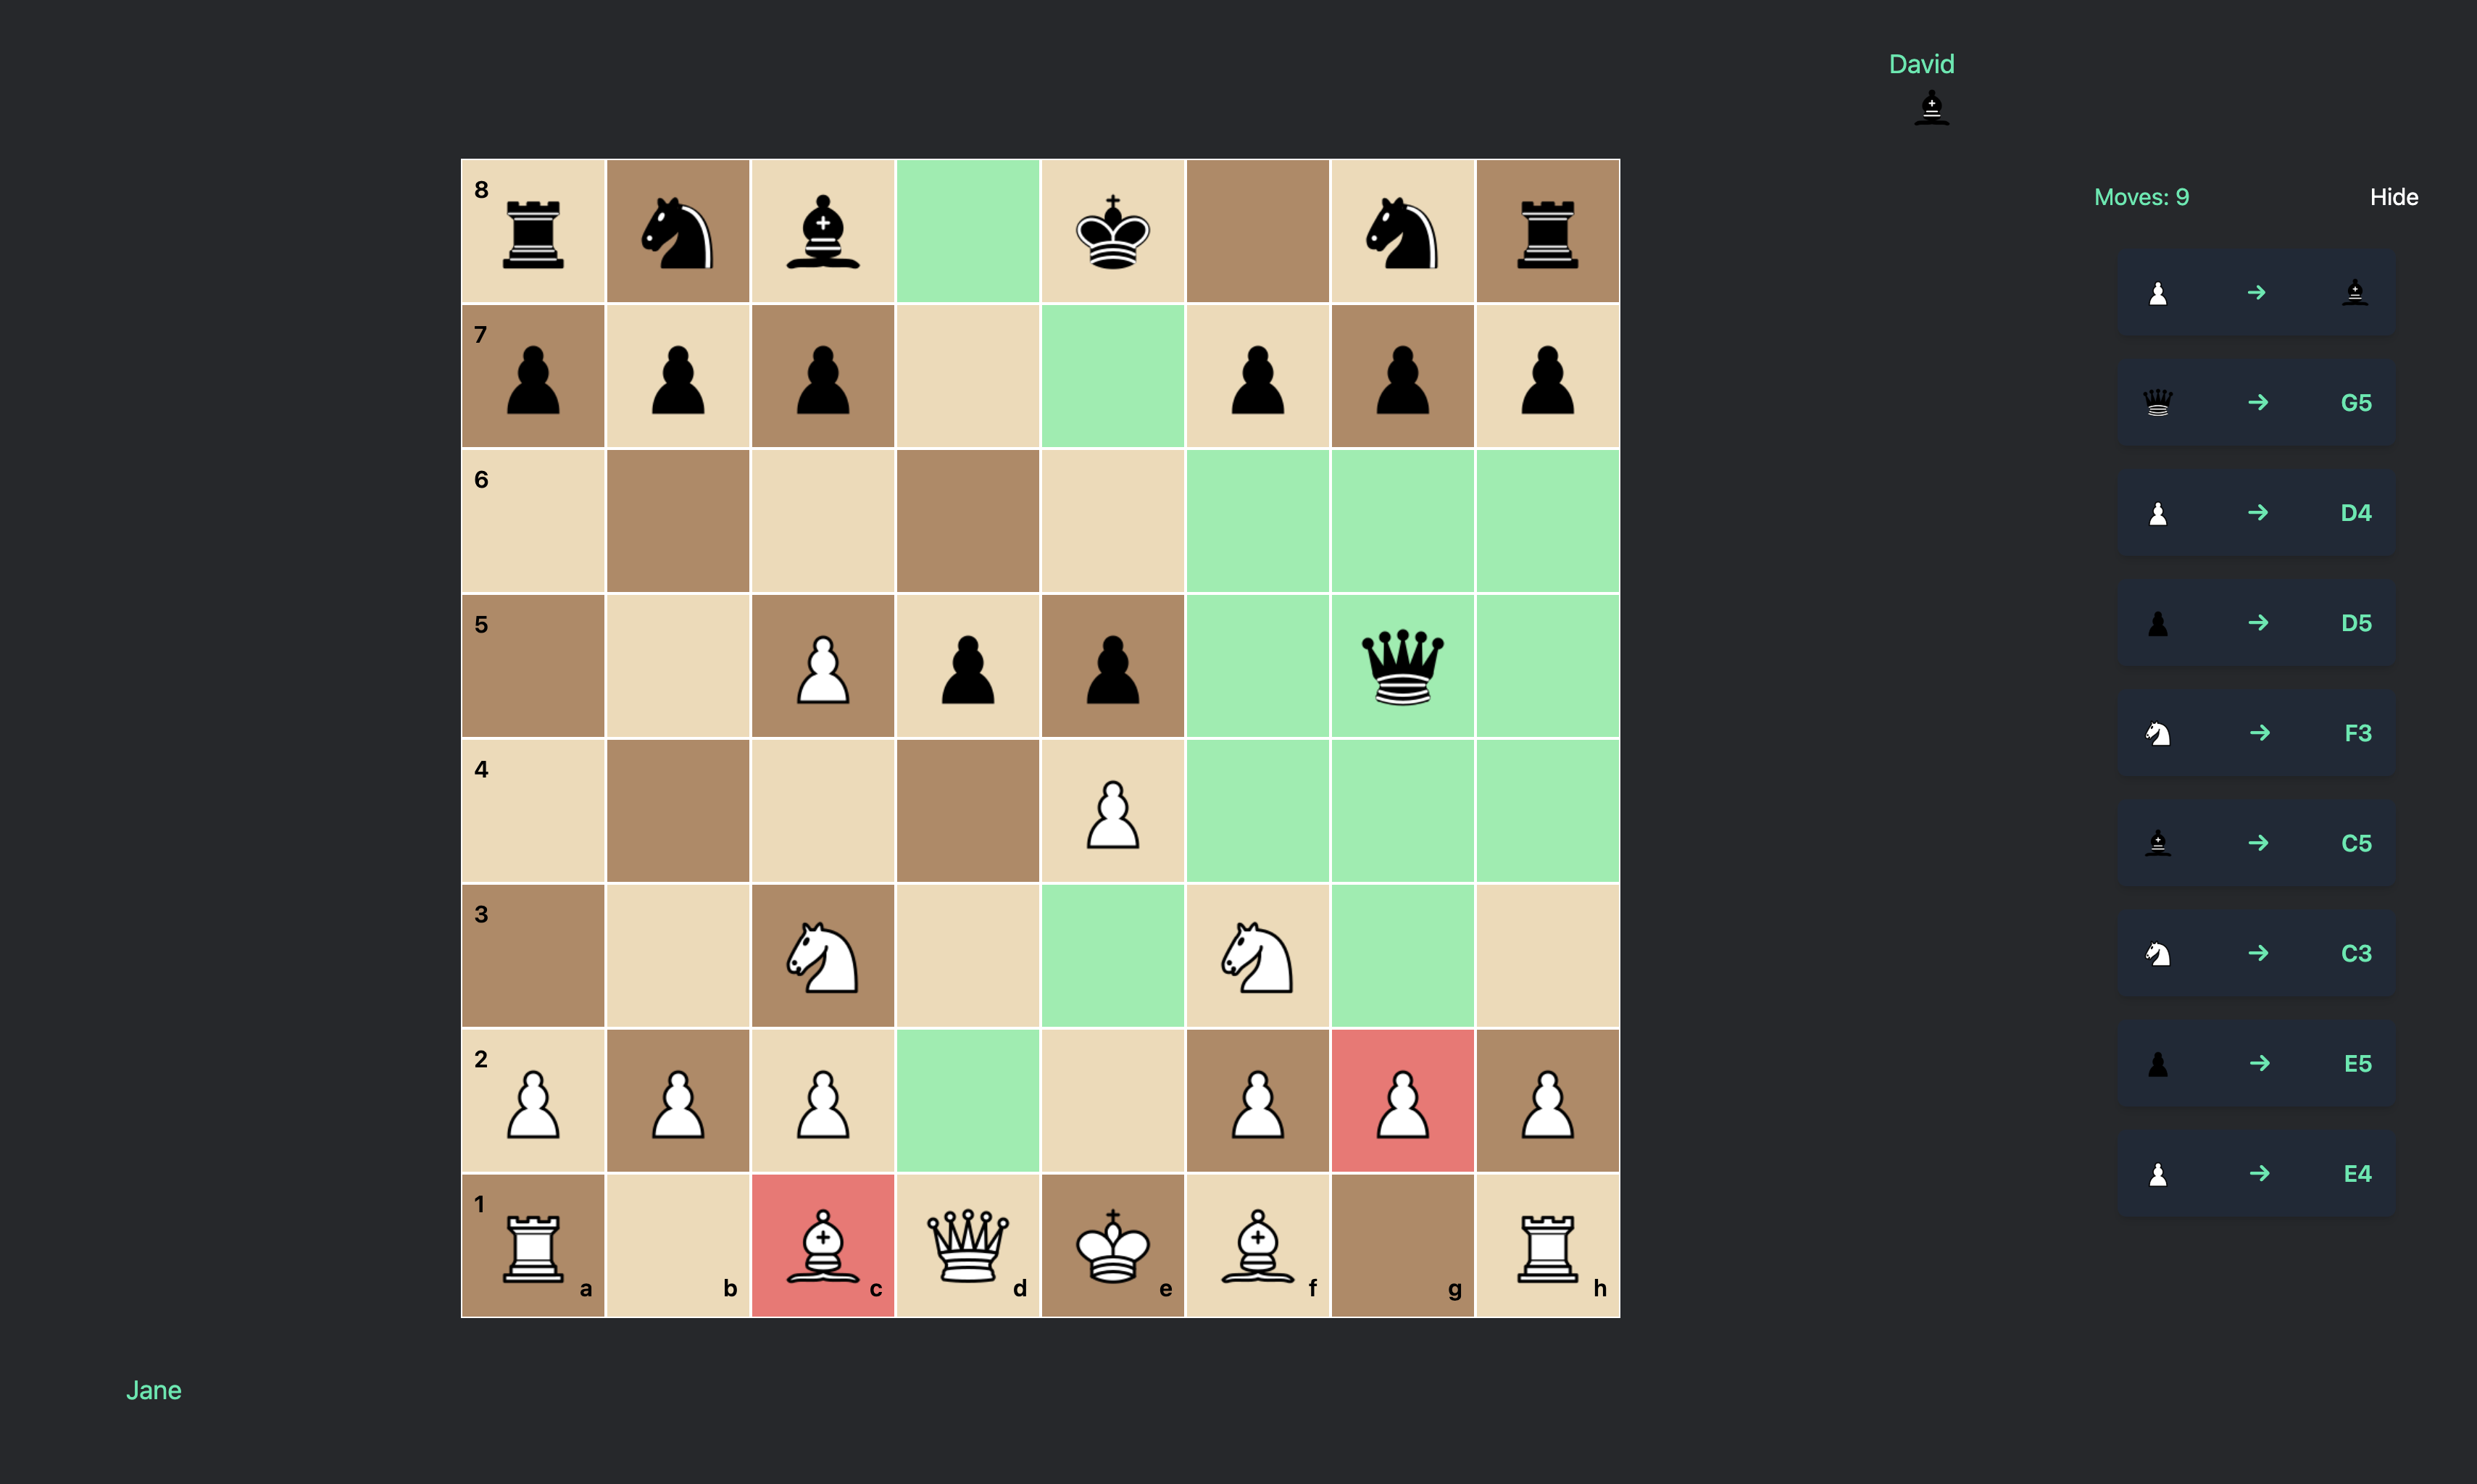 David
Moves: 9
Hide
8
7
6
5
4
3
2
1
a
b
c
d
e
f
g
h
→
→ G5
→ D4
→ D5
→ F3
→ C5
→ C3
→ E5
→ E4
Jane